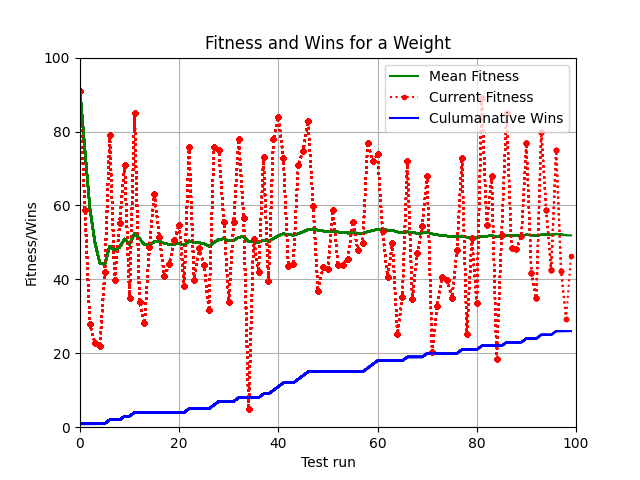 Fitness and Wins for a Weight
Mean Fitness
Current Fitness
Culumanative Wins
100
80
60
40
20
0
Fitness/Wins
0 20 40 60 80 100
Test run